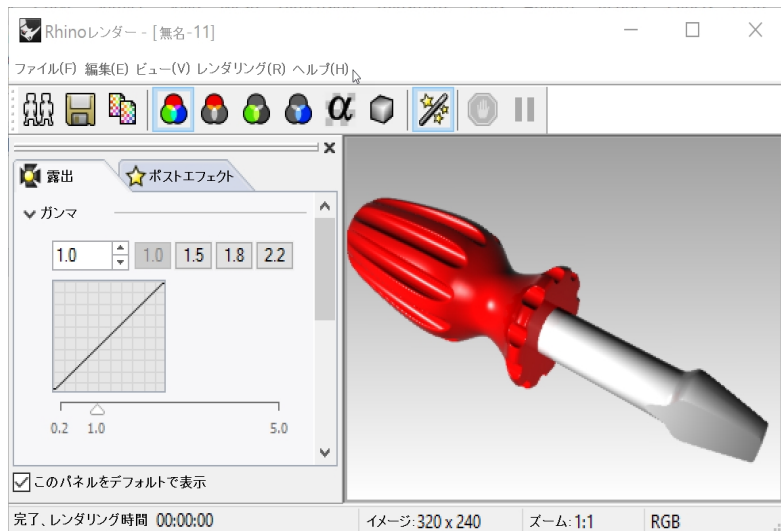 Rhinoレンダー - [無名-11]
ファイル(F) 編集(E) ビュー(V) レンダリング(R) ヘルプ(H)
α
露出 ポストエフェクト
ガンマ
1.0 1.0 1.5 1.8 2.2
0.2 1.0 5.0
このパネルをデフォルトで表示
完了、レンダリング時間 00:00:00 イメージ: 320 x 240 ズーム: 1:1 RGB